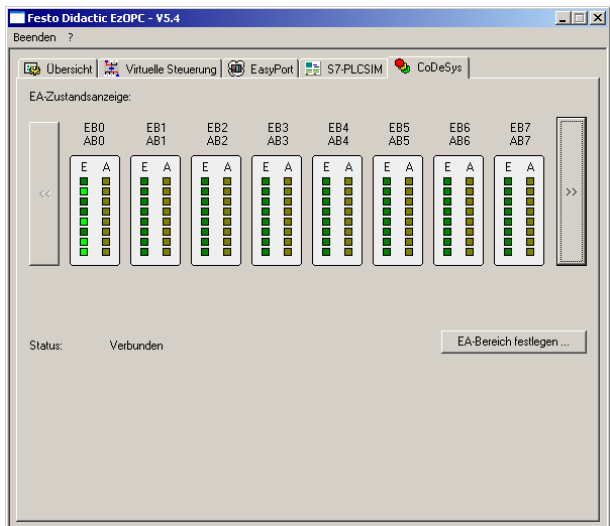 Festo Didactic EzOPC - V5.4
Beenden ?
Übersicht Virtuelle Steuerung EasyPort S7-PLCSIM CoDeSys
EA-Zustandsanzeige:
EB0 EB1 EB2 EB3 EB4 EB5 EB6 EB7
AB0 AB1 AB2 AB3 AB4 AB5 AB6 AB7
E A E A E A E A E A E A E A E A
<< >>
Status: Verbunden EA-Bereich festlegen ...